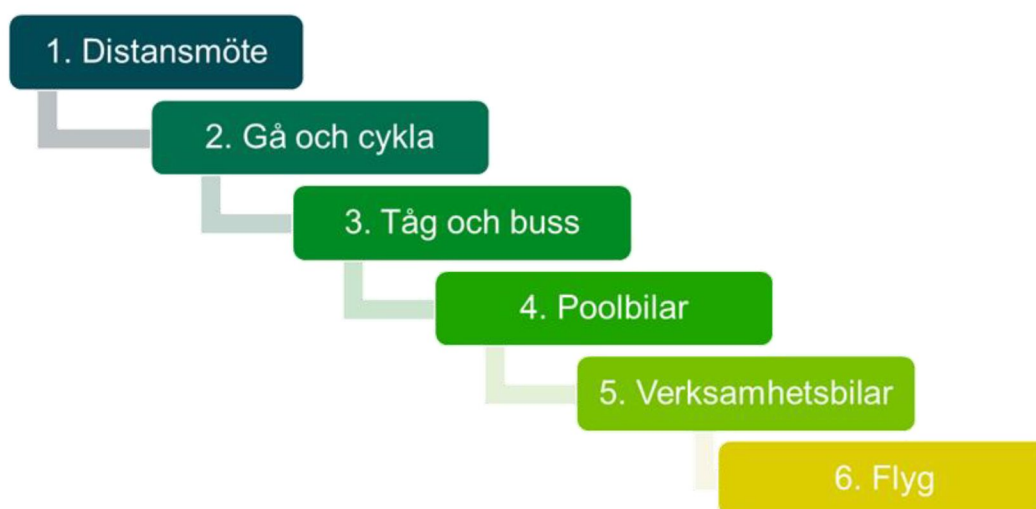 1. Distansmöte
2. Gå och cykla
3. Tåg och buss
4. Poolbilar
5. Verksamhetsbilar
6. Flyg